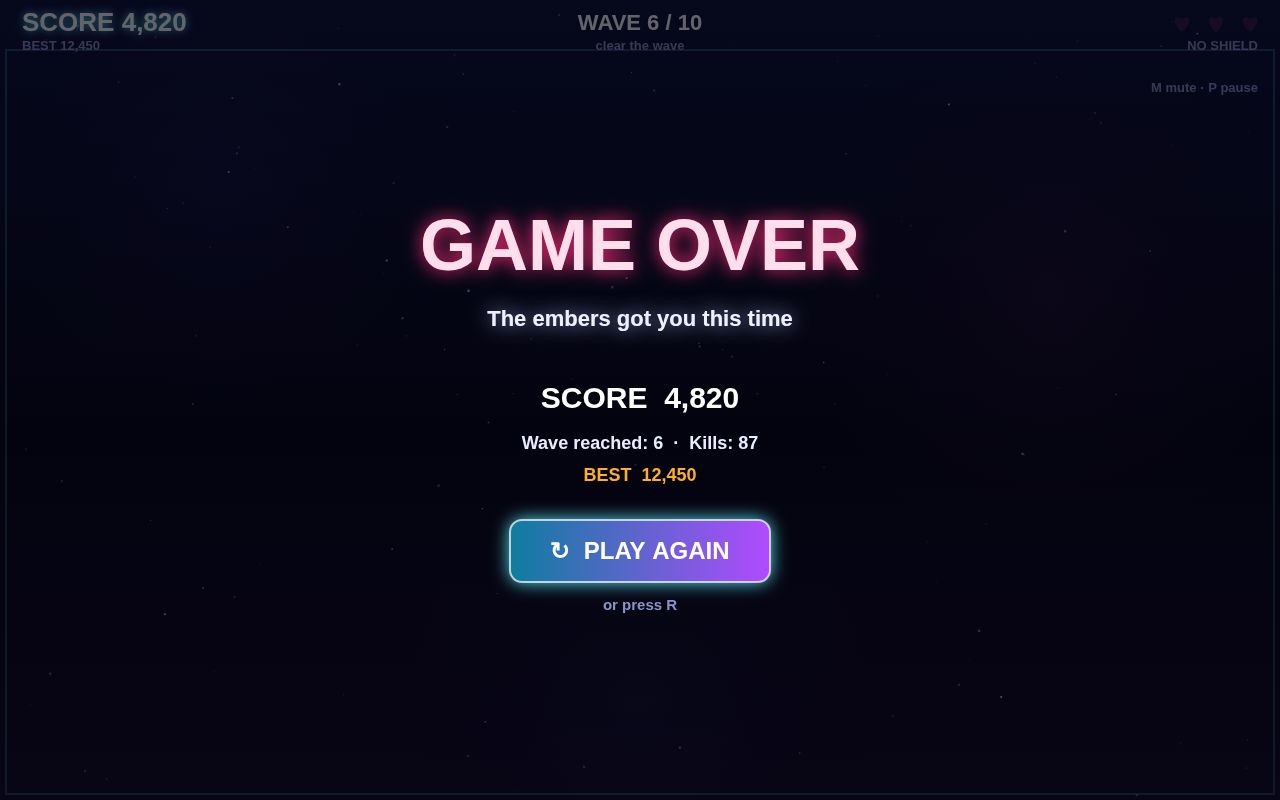 SCORE 4,820
WAVE 6 / 10
BEST 12,450
clear the wave
NO SHIELD
M mute · P pause
GAME OVER
The embers got you this time
SCORE 4,820
Wave reached: 6 · Kills: 87
BEST 12,450
↻ PLAY AGAIN
or press R